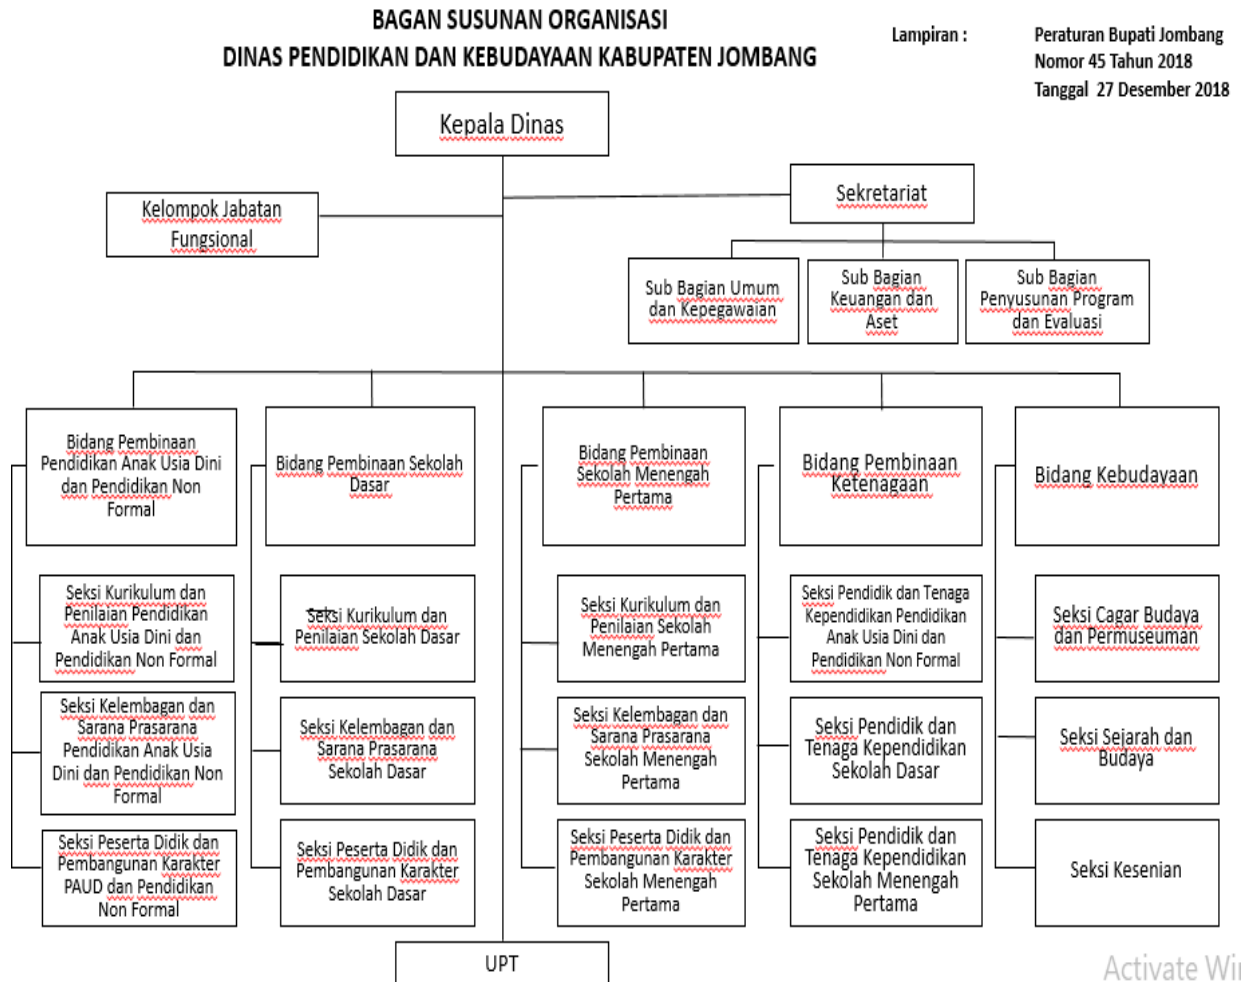 BAGAN SUSUNAN ORGANISASI
DINAS PENDIDIKAN DAN KEBUDAYAAN KABUPATEN JOMBANG
Lampiran :
Peraturan Bupati Jombang
Nomor 45 Tahun 2018
Tanggal 27 Desember 2018
Kepala Dinas
Kelompok Jabatan
Fungsional
Sekretariat
Sub Bagian Umum
dan Kepegawaian
Sub Bagian
Keuangan dan
Aset
Sub Bagian
Penyusunan Program
dan Evaluasi
Bidang Pembinaan
Pendidikan Anak Usia Dini
dan Pendidikan Non
Formal
Bidang Pembinaan Sekolah
Dasar
Bidang Pembinaan
Sekolah Menengah
Pertama
Bidang Pembinaan
Ketenagaan
Bidang Kebudayaan
Seksi Kurikulum dan
Penilaian Pendidikan
Anak Usia Dini dan
Pendidikan Non Formal
Seksi Kurikulum dan
Penilaian Sekolah Dasar
Seksi Kurikulum dan
Penilaian Sekolah
Menengah Pertama
Seksi Pendidik dan Tenaga
Kependidikan Pendidikan
Anak Usia Dini dan
Pendidikan Non Formal
Seksi Cagar Budaya
dan Permuseuman
Seksi Kelembagan dan
Sarana Prasarana
Pendidikan Anak Usia
Dini dan Pendidikan Non
Formal
Seksi Kelembagan dan
Sarana Prasarana
Sekolah Dasar
Seksi Kelembagan dan
Sarana Prasarana
Sekolah Menengah
Pertama
Seksi Pendidik dan
Tenaga Kependidikan
Sekolah Dasar
Seksi Sejarah dan
Budaya
Seksi Peserta Didik dan
Pembangunan Karakter
PAUD dan Pendidikan
Non Formal
Seksi Peserta Didik dan
Pembangunan Karakter
Sekolah Dasar
Seksi Peserta Didik dan
Pembangunan Karakter
Sekolah Menengah
Pertama
Seksi Pendidik dan
Tenaga Kependidikan
Sekolah Menengah
Pertama
Seksi Kesenian
UPT
Activate Wi